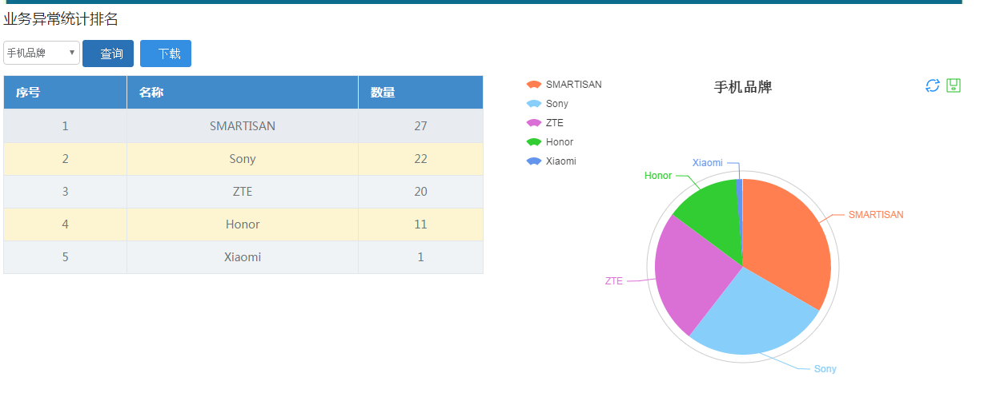 业务异常统计排名
手机品牌 查询 下载
序号 名称 数量
1 SMARTISAN 27
2 Sony 22
3 ZTE 20
4 Honor 11
5 Xiaomi 1
手机品牌
SMARTISAN
Sony
ZTE
Honor
Xiaomi
Xiaomi
Honor
SMARTISAN
ZTE
Sony